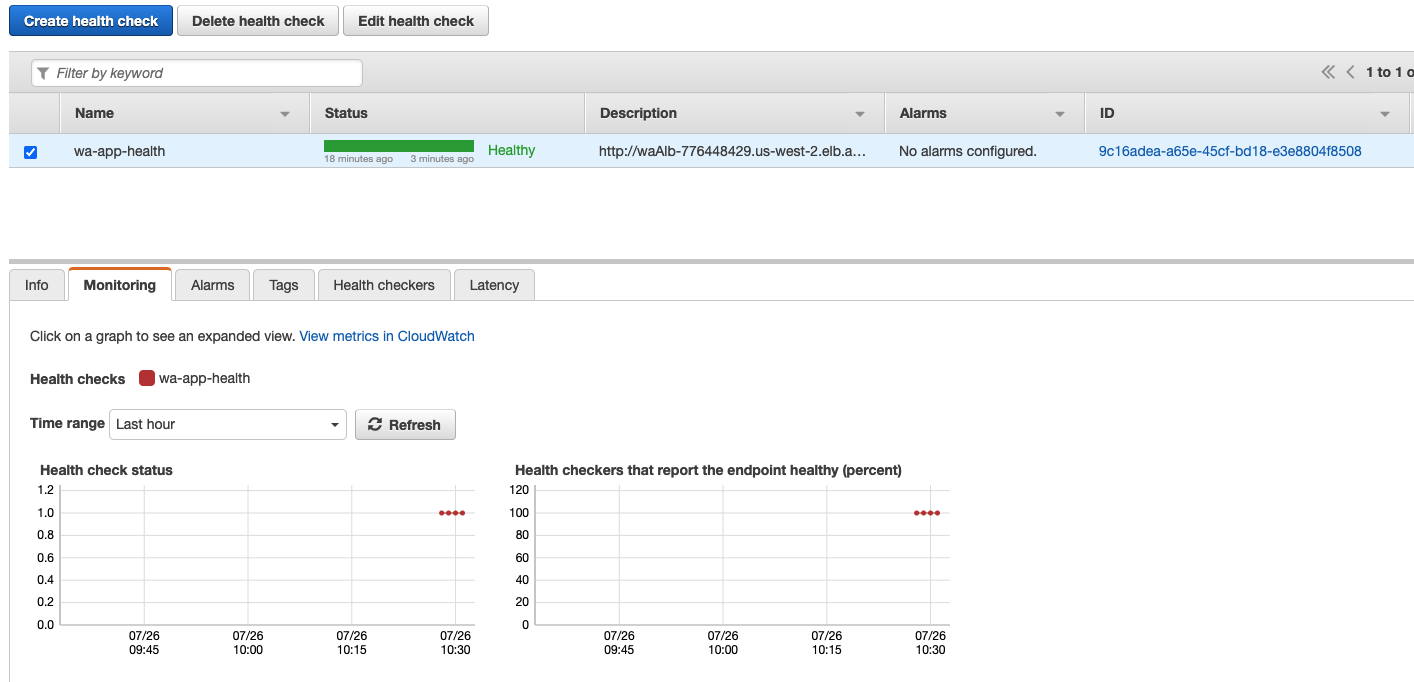 Create health check Delete health check Edit health check
Filter by keyword 1 to 1 o
Name Status Description Alarms ID
wa-app-health 18 minutes ago 3 minutes ago Healthy http://waAlb-776448429.us-west-2.elb.a... No alarms configured. 9c16adea-a65e-45cf-bd18-e3e8804f8508
Info Monitoring Alarms Tags Health checkers Latency
Click on a graph to see an expanded view. View metrics in CloudWatch
Health checks wa-app-health
Time range Last hour Refresh
Health check status
1.2
1.0
0.8
0.6
0.4
0.2
0.0
07/26 07/26 07/26 07/26
09:45 10:00 10:15 10:30
Health checkers that report the endpoint healthy (percent)
120
100
80
60
40
20
0
07/26 07/26 07/26 07/26
09:45 10:00 10:15 10:30